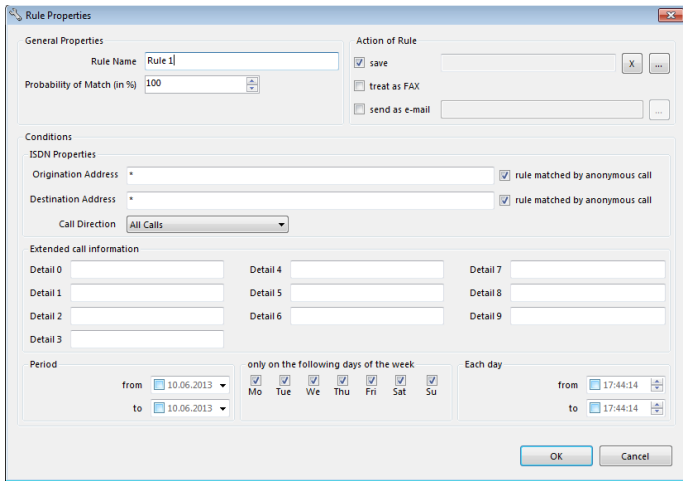 Rule Properties
General Properties
Rule Name Rule 1
Probability of Match (in %) 100
Action of Rule
save X ...
treat as FAX
send as e-mail ...
Conditions
ISDN Properties
Origination Address * rule matched by anonymous call
Destination Address * rule matched by anonymous call
Call Direction All Calls
Extended call information
Detail 0 Detail 4 Detail 7
Detail 1 Detail 5 Detail 8
Detail 2 Detail 6 Detail 9
Detail 3
Period
from 10.06.2013
to 10.06.2013
only on the following days of the week
Mo Tue We Thu Fri Sat Su
Each day
from 17:44:14
to 17:44:14
OK Cancel